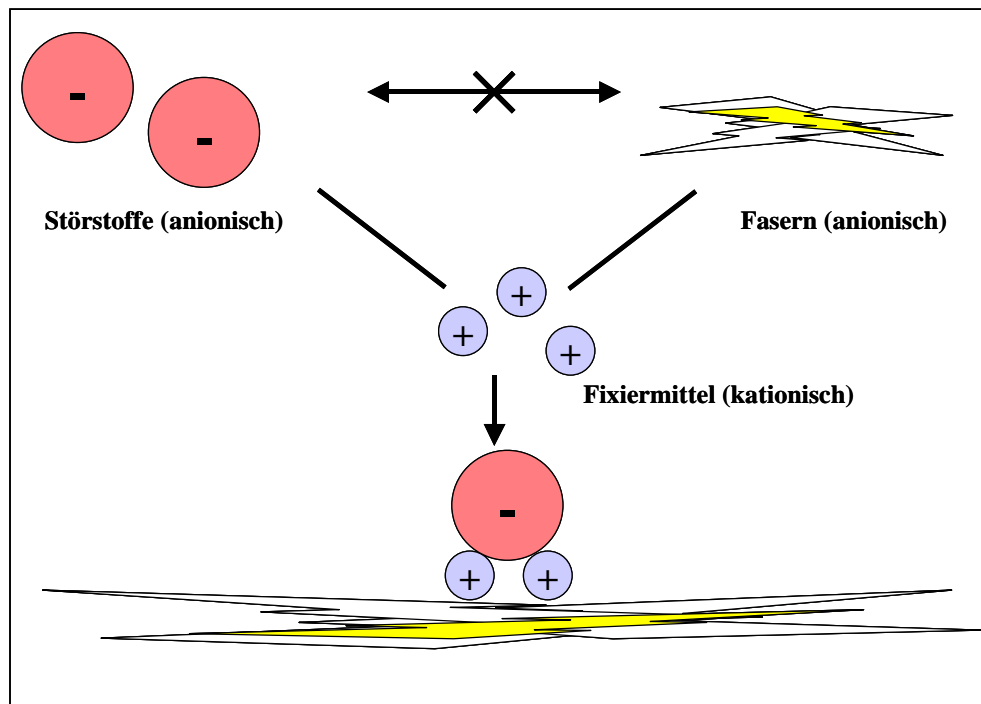 -
-
Störstoffe (anionisch)
Fasern (anionisch)
+
+
+
Fixiermittel (kationisch)
-
+ +